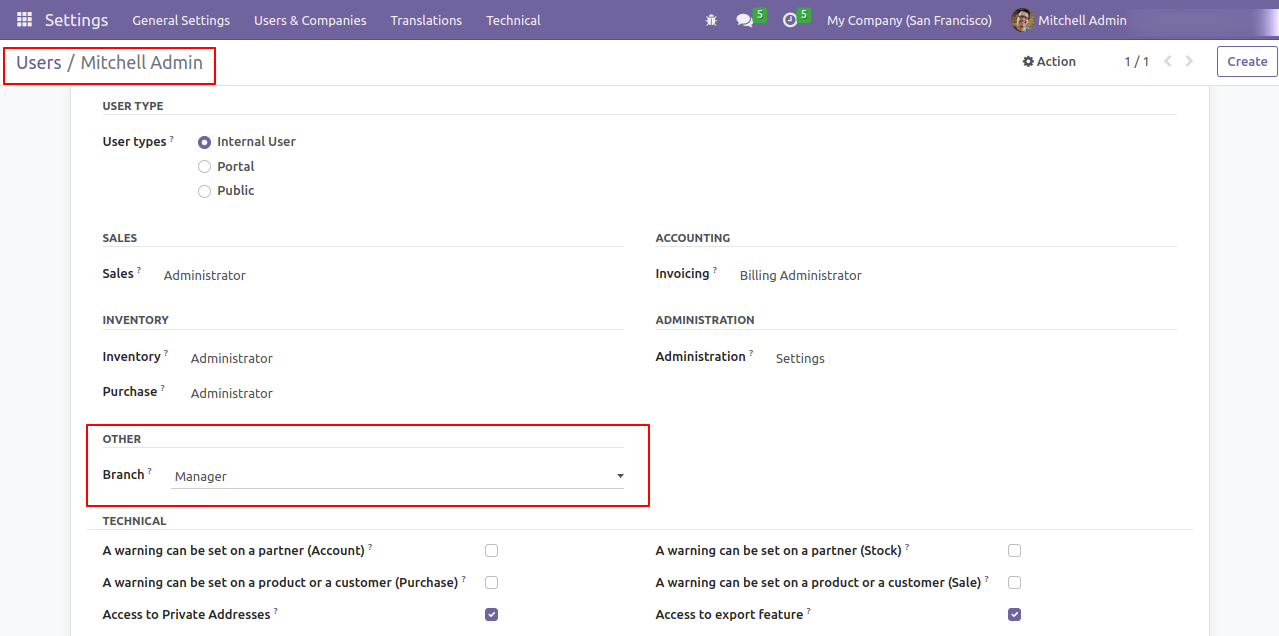 Settings General Settings Users & Companies Translations Technical 5 5 My Company (San Francisco) Mitchell Admin
Users / Mitchell Admin Action 1 / 1 Create
USER TYPE
User types ? Internal User
Portal
Public
SALES ACCOUNTING
Sales ? Administrator Invoicing ? Billing Administrator
INVENTORY ADMINISTRATION
Inventory ? Administrator Administration ? Settings
Purchase ? Administrator
OTHER
Branch ? Manager
TECHNICAL
A warning can be set on a partner (Account) ? A warning can be set on a partner (Stock) ?
A warning can be set on a product or a customer (Purchase) ? A warning can be set on a product or a customer (Sale) ?
Access to Private Addresses ? Access to export feature ?